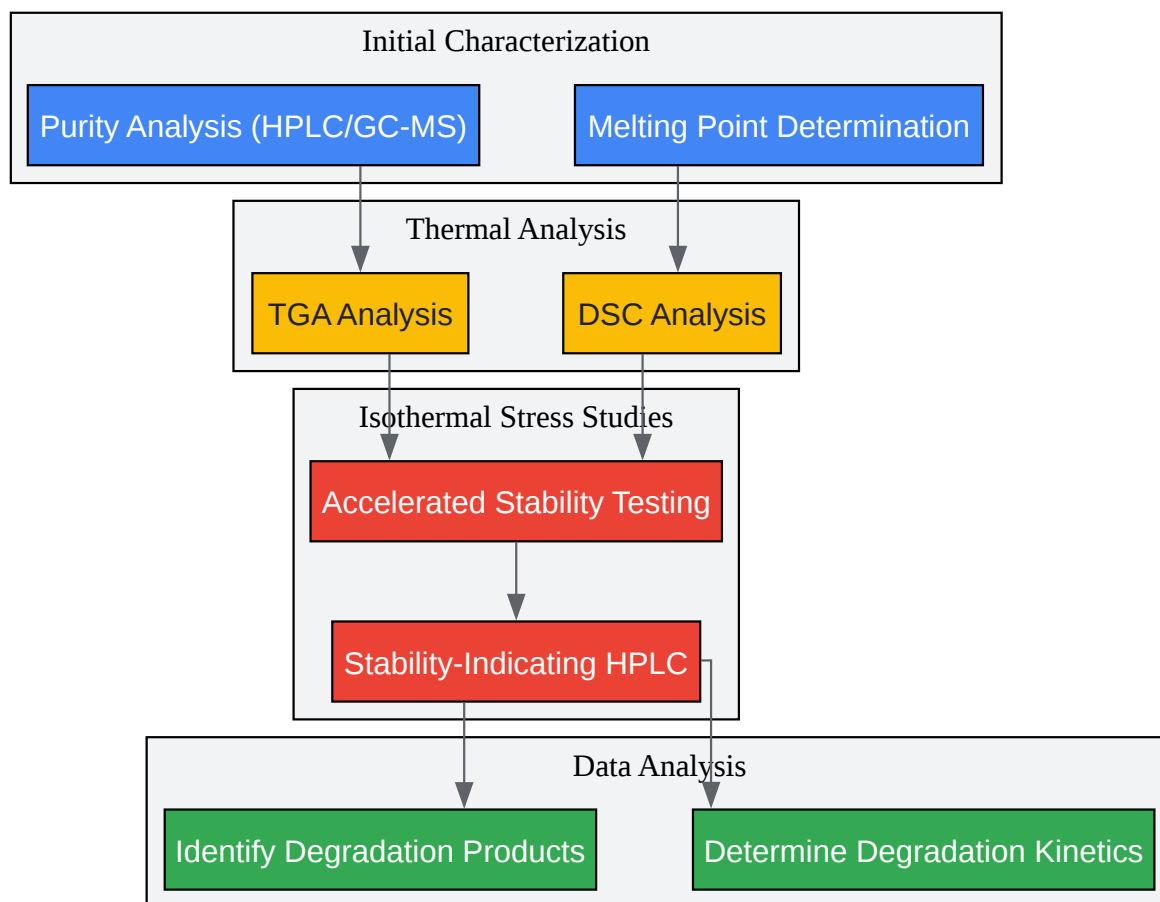 Initial Characterization
Purity Analysis (HPLC/GC-MS)
Melting Point Determination
Thermal Analysis
TGA Analysis
DSC Analysis
Isothermal Stress Studies
Accelerated Stability Testing
Stability-Indicating HPLC
Data Analysis
Identify Degradation Products
Determine Degradation Kinetics